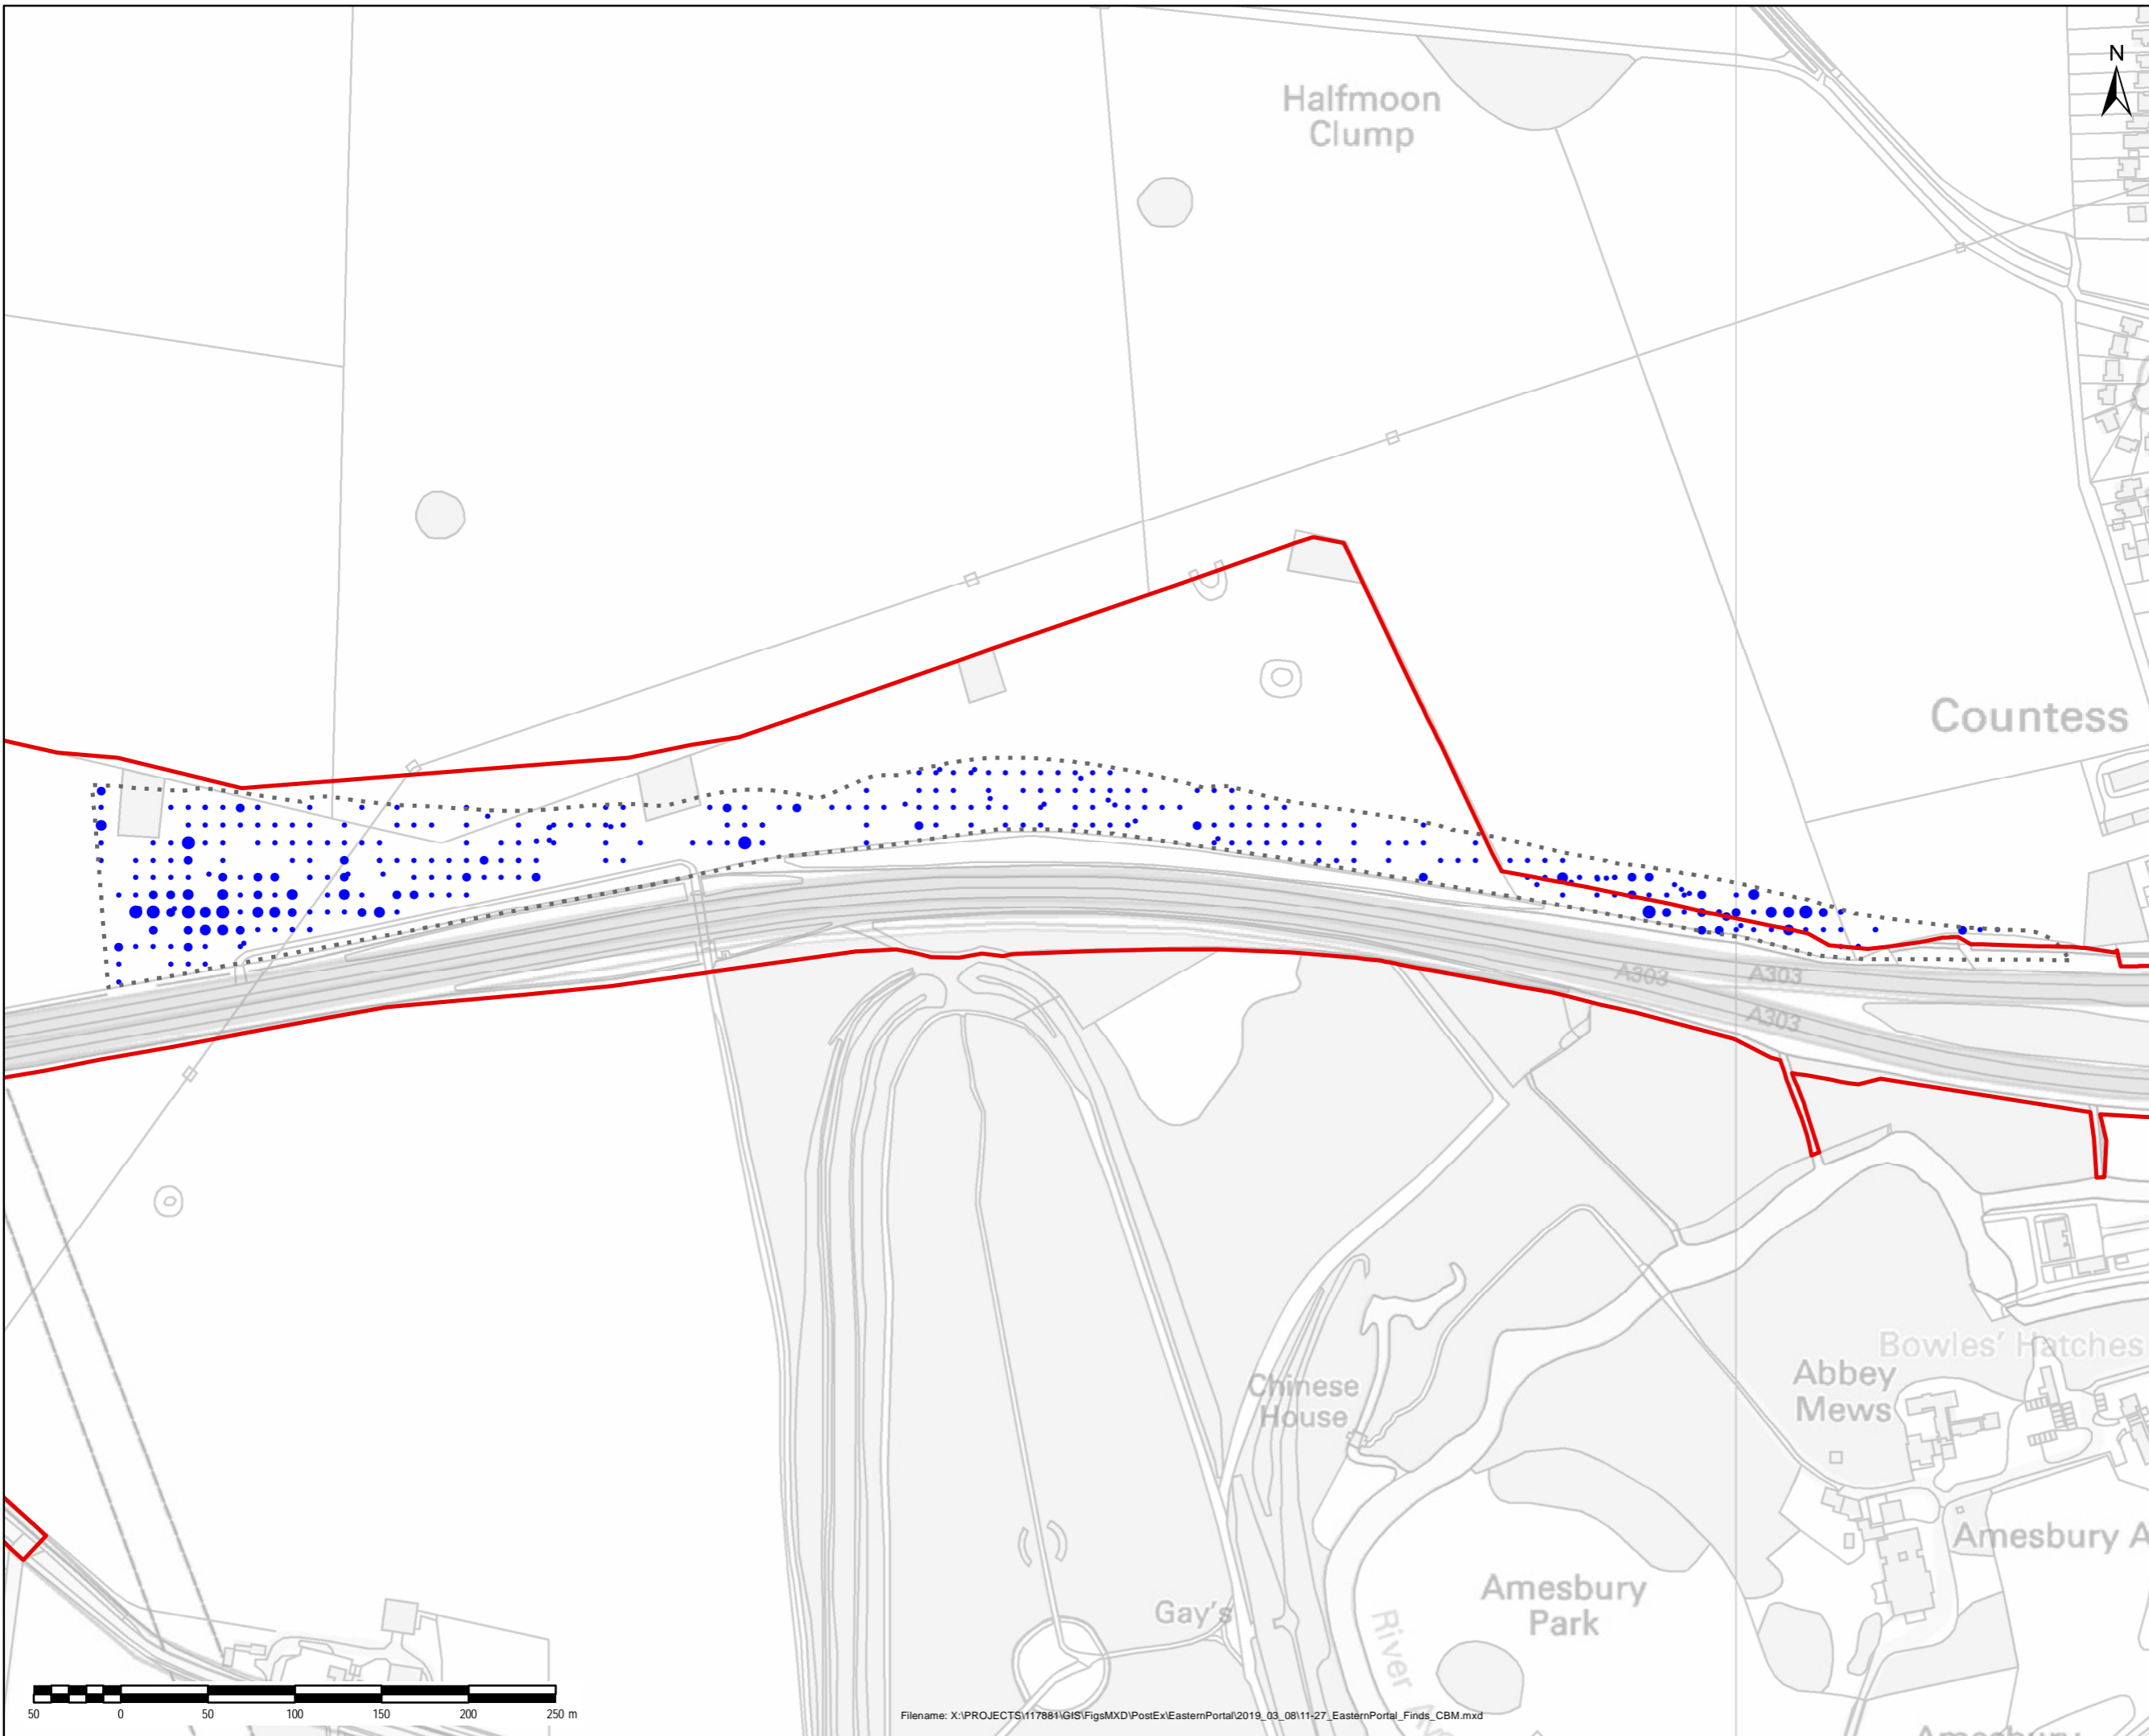 N
Halfmoon
Clump
Countess
A303
A303
A303
Bowles' Hatches
Abbey
Mews
Chinese
House
Amesbury A
Amesbury
Park
Gay's
River
Amesbury
50 0 50 100 150 200 250 m
Filename: X:\PROJECTS\117881\GIS\FigsMXD\PostEx\EasternPortal\2019_03_08\11-27_EasternPortal_Finds_CBM.mxd